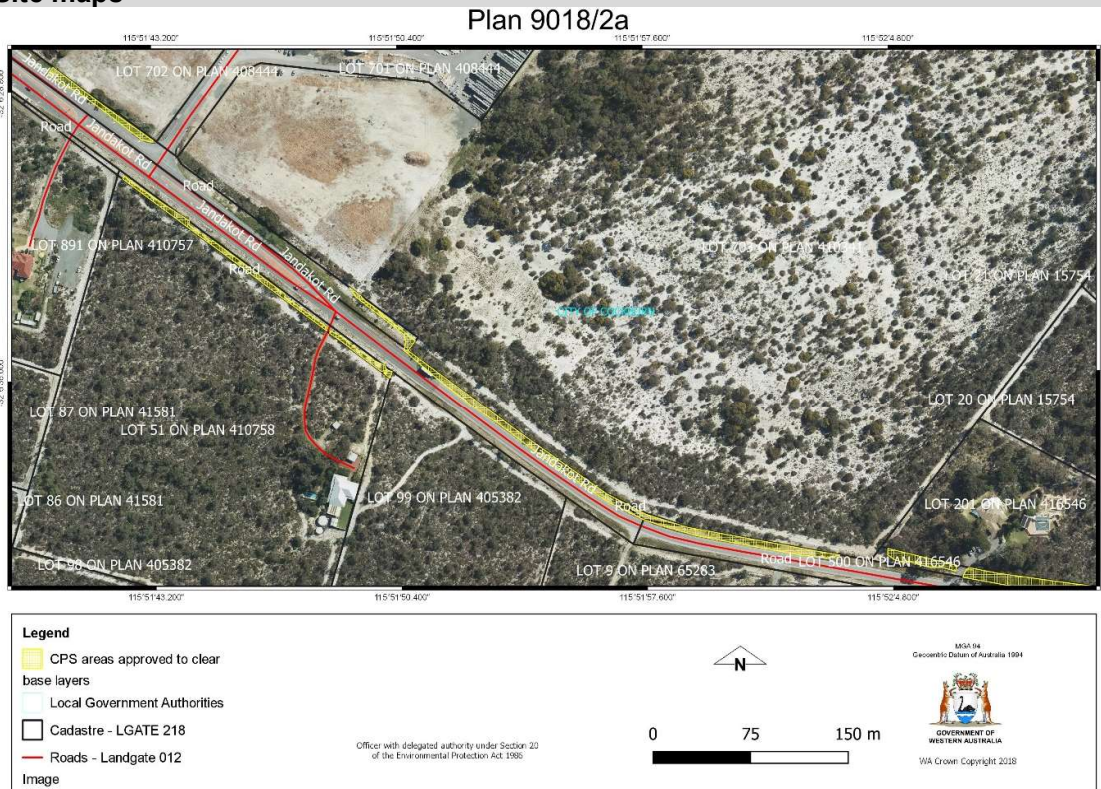 Site maps
Plan 9018/2a
115°51'43.200"
115°51'50.400"
115°51'57.600"
115°52'4.800"
Jandakot Rd
LOT 702 ON PLAN 408444
LOT 701 ON PLAN 408444
Road
Jandakot Rd
Road
Jandakot Rd
LOT 891 ON PLAN 410757
Road
Jandakot Rd
LOT 21 ON PLAN 15754
CITY OF COCKBURN
LOT 87 ON PLAN 41581
LOT 51 ON PLAN 410758
LOT 20 ON PLAN 15754
Jandakot Rd
LOT 86 ON PLAN 41581
LOT 99 ON PLAN 405382
Road
LOT 201 ON PLAN 416546
LOT 98 ON PLAN 405382
LOT 9 ON PLAN 65283
Road
LOT 500 ON PLAN 416546
115°51'43.200"
115°51'50.400"
115°51'57.600"
115°52'4.800"
Legend
CPS areas approved to clear
base layers
Local Government Authorities
Cadastre - LGATE 218
Roads - Landgate 012
Image
Officer with delegated authority under Section 20
of the Environmental Protection Act 1986
N
0 75 150 m
MGA 94
Geocentric Datum of Australia 1994
GOVERNMENT OF
WESTERN AUSTRALIA
WA Crown Copyright 2018